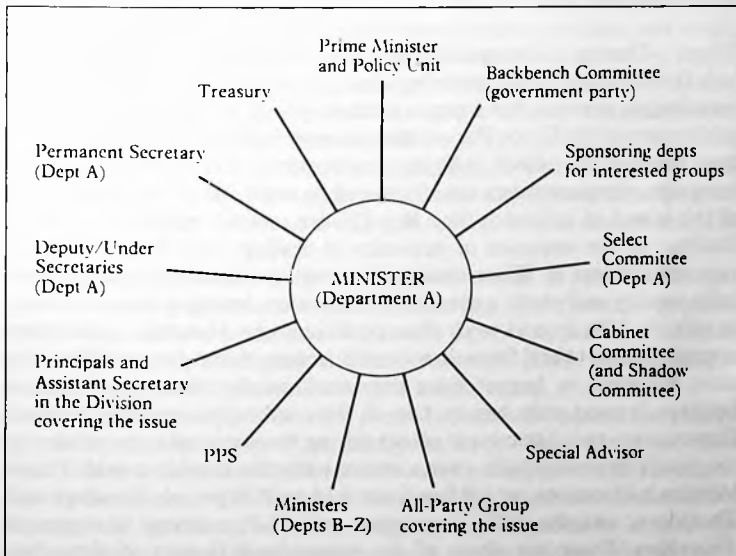 Prime Minister
and Policy Unit
Treasury
Backbench Committee
(government party)
Permanent Secretary
(Dept A)
Sponsoring depts
for interested groups
Deputy/Under
Secretaries
(Dept A)
MINISTER
(Department A)
Select
Committee
(Dept A)
Principals and
Assistant Secretary
in the Division
covering the issue
Cabinet
Committee
(and Shadow
Committee)
PPS
Special Advisor
Ministers
(Depts B–Z)
All-Party Group
covering the issue